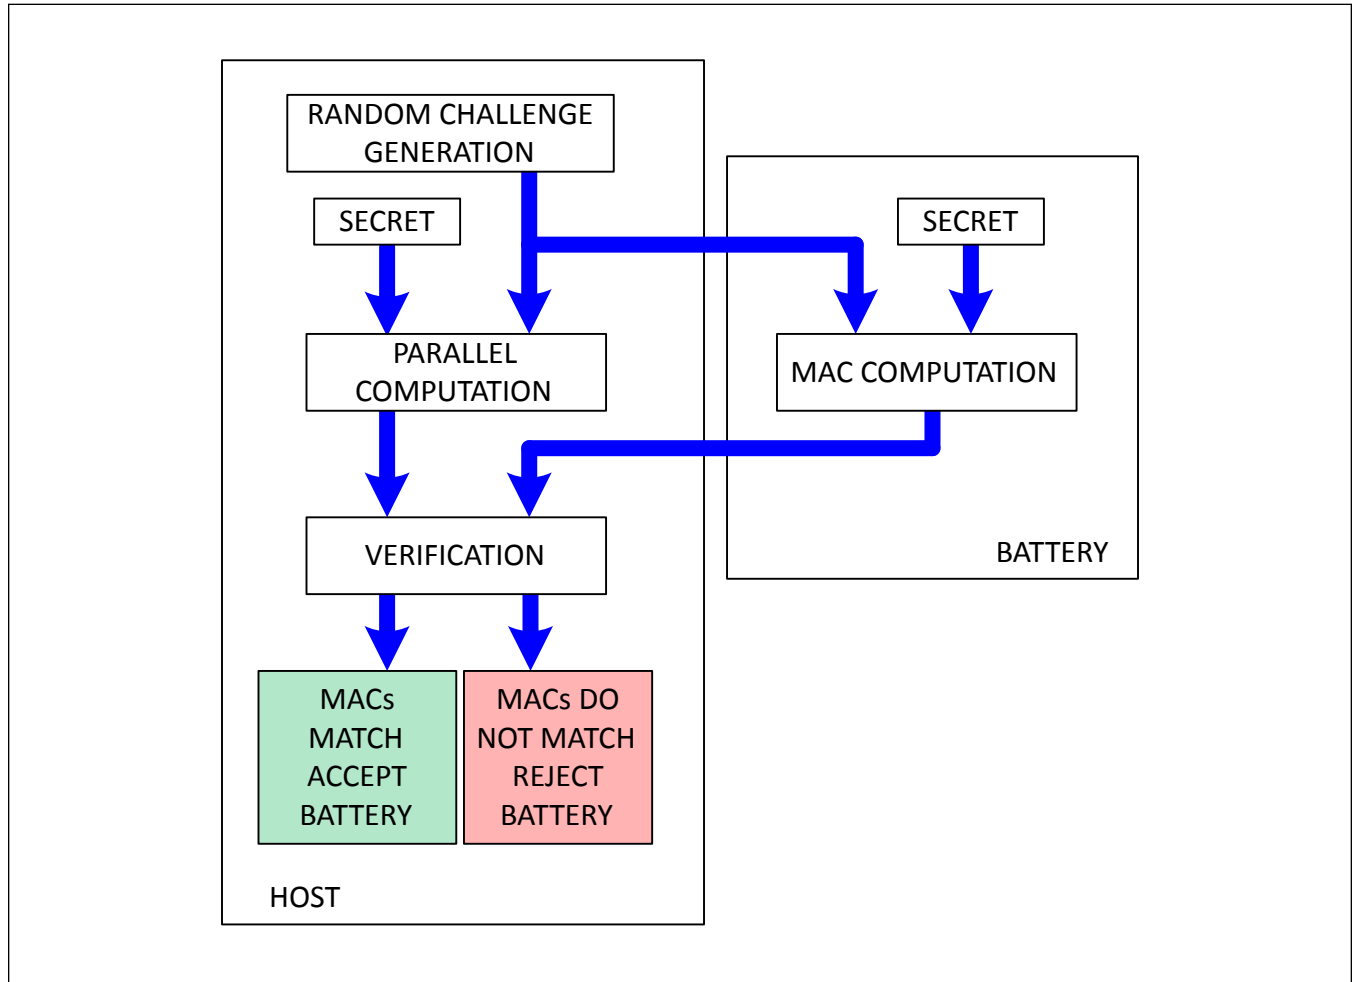 RANDOM CHALLENGE
GENERATION
SECRET
SECRET
PARALLEL
COMPUTATION
MAC COMPUTATION
VERIFICATION
BATTERY
MACs
MATCH
ACCEPT
BATTERY
MACs DO
NOT MATCH
REJECT
BATTERY
HOST